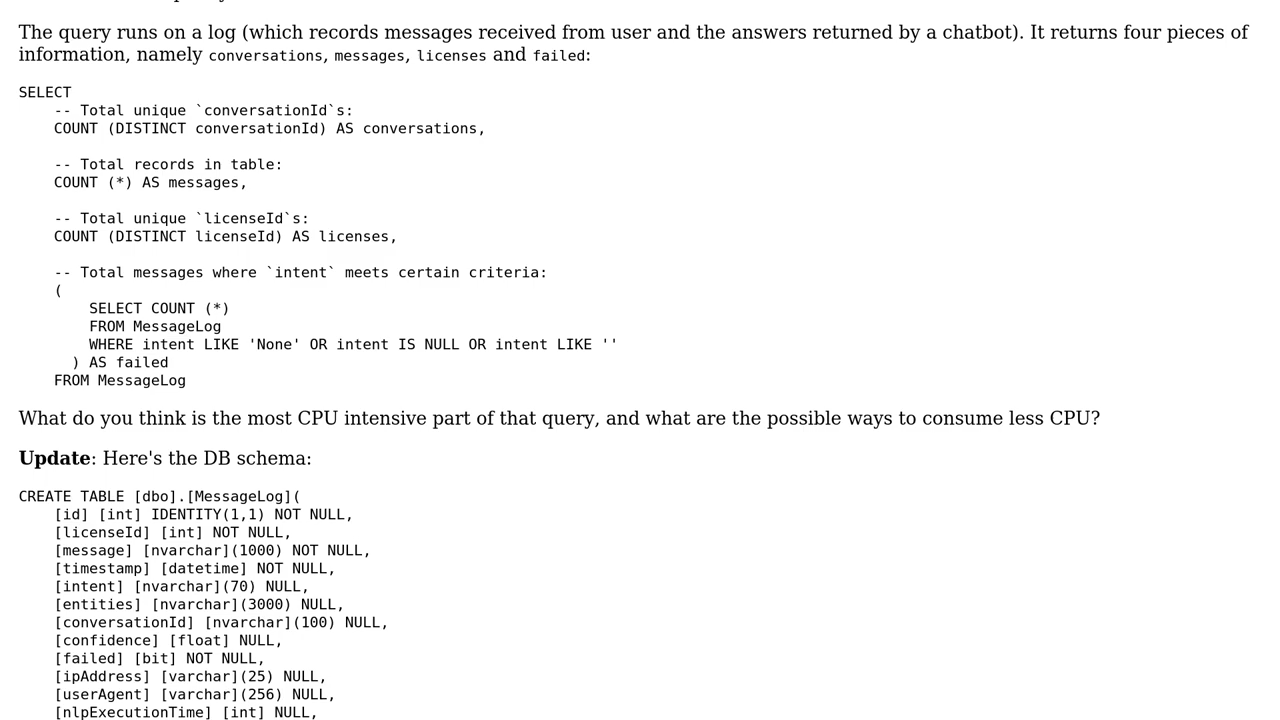 The query runs on a log (which records messages received from user and the answers returned by a chatbot). It returns four pieces of
information, namely conversations, messages, licenses and failed:
SELECT
    -- Total unique `conversationId`s:
    COUNT (DISTINCT conversationId) AS conversations,
    -- Total records in table:
    COUNT (*) AS messages,
    -- Total unique `licenseId`s:
    COUNT (DISTINCT licenseId) AS licenses,
    -- Total messages where `intent` meets certain criteria:
    (
        SELECT COUNT (*)
        FROM MessageLog
        WHERE intent LIKE 'None' OR intent IS NULL OR intent LIKE ''
      ) AS failed
    FROM MessageLog
What do you think is the most CPU intensive part of that query, and what are the possible ways to consume less CPU?
Update: Here's the DB schema:
CREATE TABLE [dbo].[MessageLog](
    [id] [int] IDENTITY(1,1) NOT NULL,
    [licenseId] [int] NOT NULL,
    [message] [nvarchar](1000) NOT NULL,
    [timestamp] [datetime] NOT NULL,
    [intent] [nvarchar](70) NULL,
    [entities] [nvarchar](3000) NULL,
    [conversationId] [nvarchar](100) NULL,
    [confidence] [float] NULL,
    [failed] [bit] NOT NULL,
    [ipAddress] [varchar](25) NULL,
    [userAgent] [varchar](256) NULL,
    [nlpExecutionTime] [int] NULL,